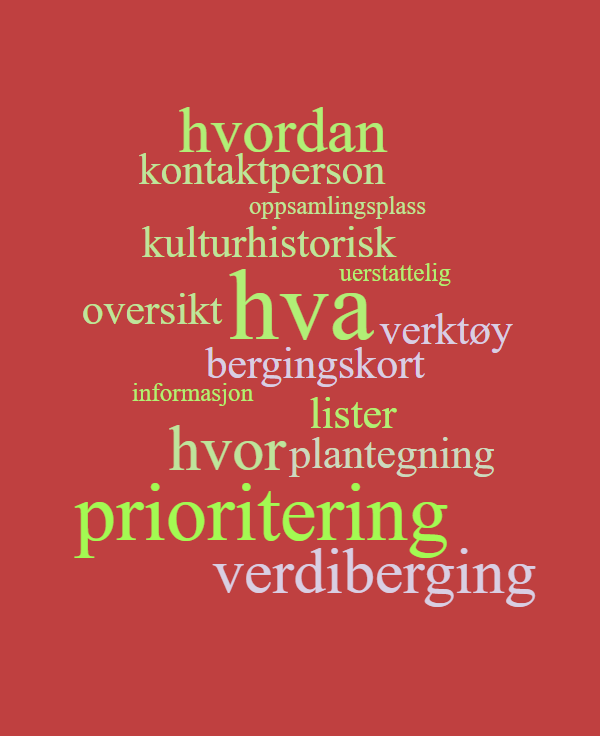 hvordan
kontaktperson
oppsamlingsplass
kulturhistorisk
uerstattelig
oversikt hva verktøy
bergingskort
informasjon
lister
hvor plantegning
prioritering
verdiberging